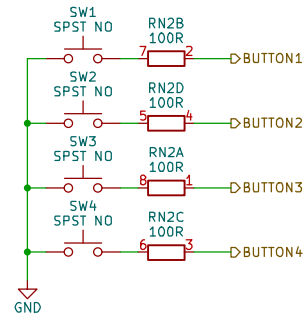 SW1
SPST NO
RN2B
100R
7
2
BUTTON1
SW2
SPST NO
RN2D
100R
5
4
BUTTON2
SW3
SPST NO
RN2A
100R
8
1
BUTTON3
SW4
SPST NO
RN2C
100R
6
3
BUTTON4
GND